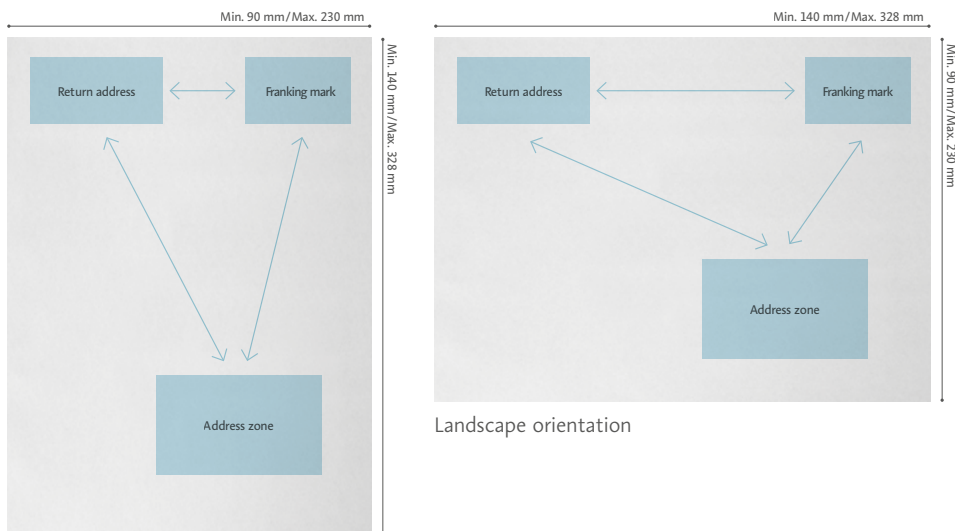 Min. 90 mm/Max. 230 mm
Min. 140 mm/Max. 328 mm
Return address
Franking mark
Address zone
Min. 140 mm/Max. 328 mm
Min. 90 mm/Max. 230 mm
Return address
Franking mark
Address zone
Landscape orientation